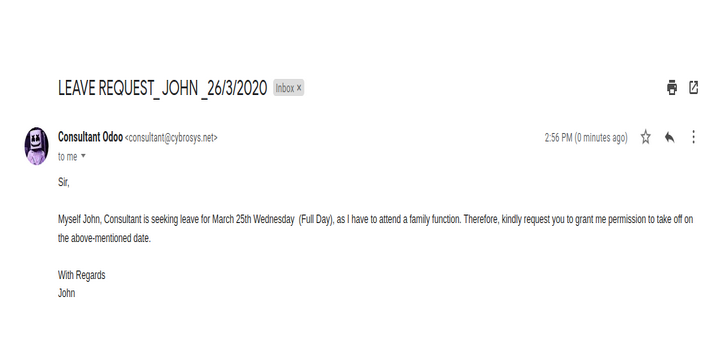 LEAVE REQUEST_ JOHN _26/3/2020 Inbox ×
Consultant Odoo <consultant@cybrosys.net> 2:56 PM (0 minutes ago)
to me
Sir,
Myself John, Consultant is seeking leave for March 25th Wednesday (Full Day), as I have to attend a family function. Therefore, kindly request you to grant me permission to take off on
the above-mentioned date.
With Regards
John